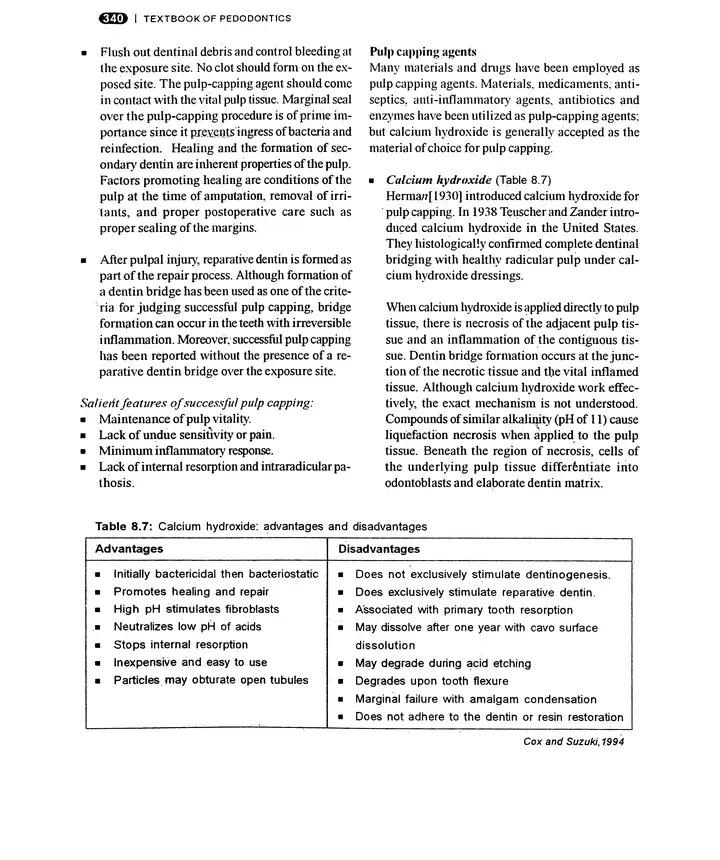 340 | TEXTBOOK OF PEDODONTICS
▪ Flush out dentinal debris and control bleeding at
the exposure site. No clot should form on the ex-
posed site. The pulp-capping agent should come
in contact with the vital pulp tissue. Marginal seal
over the pulp-capping procedure is of prime im-
portance since it prevents ingress of bacteria and
reinfection. Healing and the formation of sec-
ondary dentin are inherent properties of the pulp.
Factors promoting healing are conditions of the
pulp at the time of amputation, removal of irri-
tants, and proper postoperative care such as
proper sealing of the margins.
▪ After pulpal injury, reparative dentin is formed as
part of the repair process. Although formation of
a dentin bridge has been used as one of the crite-
ria for judging successful pulp capping, bridge
formation can occur in the teeth with irreversible
inflammation. Moreover, successful pulp capping
has been reported without the presence of a re-
parative dentin bridge over the exposure site.
Salient features of successful pulp capping:
▪ Maintenance of pulp vitality.
▪ Lack of undue sensitivity or pain.
▪ Minimum inflammatory response.
▪ Lack of internal resorption and intraradicular pa-
thosis.
Pulp capping agents
Many materials and drugs have been employed as
pulp capping agents. Materials, medicaments, anti-
septics, anti-inflammatory agents, antibiotics and
enzymes have been utilized as pulp-capping agents;
but calcium hydroxide is generally accepted as the
material of choice for pulp capping.
▪ Calcium hydroxide (Table 8.7)
Herman[1930] introduced calcium hydroxide for
pulp capping. In 1938 Teuscher and Zander intro-
duced calcium hydroxide in the United States.
They histologically confirmed complete dentinal
bridging with healthy radicular pulp under cal-
cium hydroxide dressings.
When calcium hydroxide is applied directly to pulp
tissue, there is necrosis of the adjacent pulp tis-
sue and an inflammation of the contiguous tis-
sue. Dentin bridge formation occurs at the junc-
tion of the necrotic tissue and the vital inflamed
tissue. Although calcium hydroxide work effec-
tively, the exact mechanism is not understood.
Compounds of similar alkalinity (pH of 11) cause
liquefaction necrosis when applied to the pulp
tissue. Beneath the region of necrosis, cells of
the underlying pulp tissue differentiate into
odontoblasts and elaborate dentin matrix.
Table 8.7: Calcium hydroxide: advantages and disadvantages
Advantages
▪ Initially bactericidal then bacteriostatic
▪ Promotes healing and repair
▪ High pH stimulates fibroblasts
▪ Neutralizes low pH of acids
▪ Stops internal resorption
▪ Inexpensive and easy to use
▪ Particles may obturate open tubules
Disadvantages
▪ Does not exclusively stimulate dentinogenesis.
▪ Does exclusively stimulate reparative dentin.
▪ Associated with primary tooth resorption
▪ May dissolve after one year with cavo surface
dissolution
▪ May degrade during acid etching
▪ Degrades upon tooth flexure
▪ Marginal failure with amalgam condensation
▪ Does not adhere to the dentin or resin restoration
Cox and Suzuki, 1994